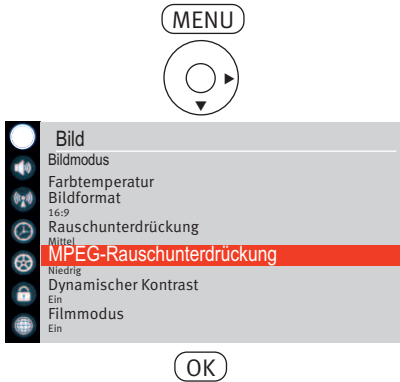 MENU
Bild
Bildmodus
Farbtemperatur
Bildformat
16:9
Rauschunterdrückung
Mittel
MPEG-Rauschunterdrückung
Niedrig
Dynamischer Kontrast
Ein
Filmmodus
Ein
OK